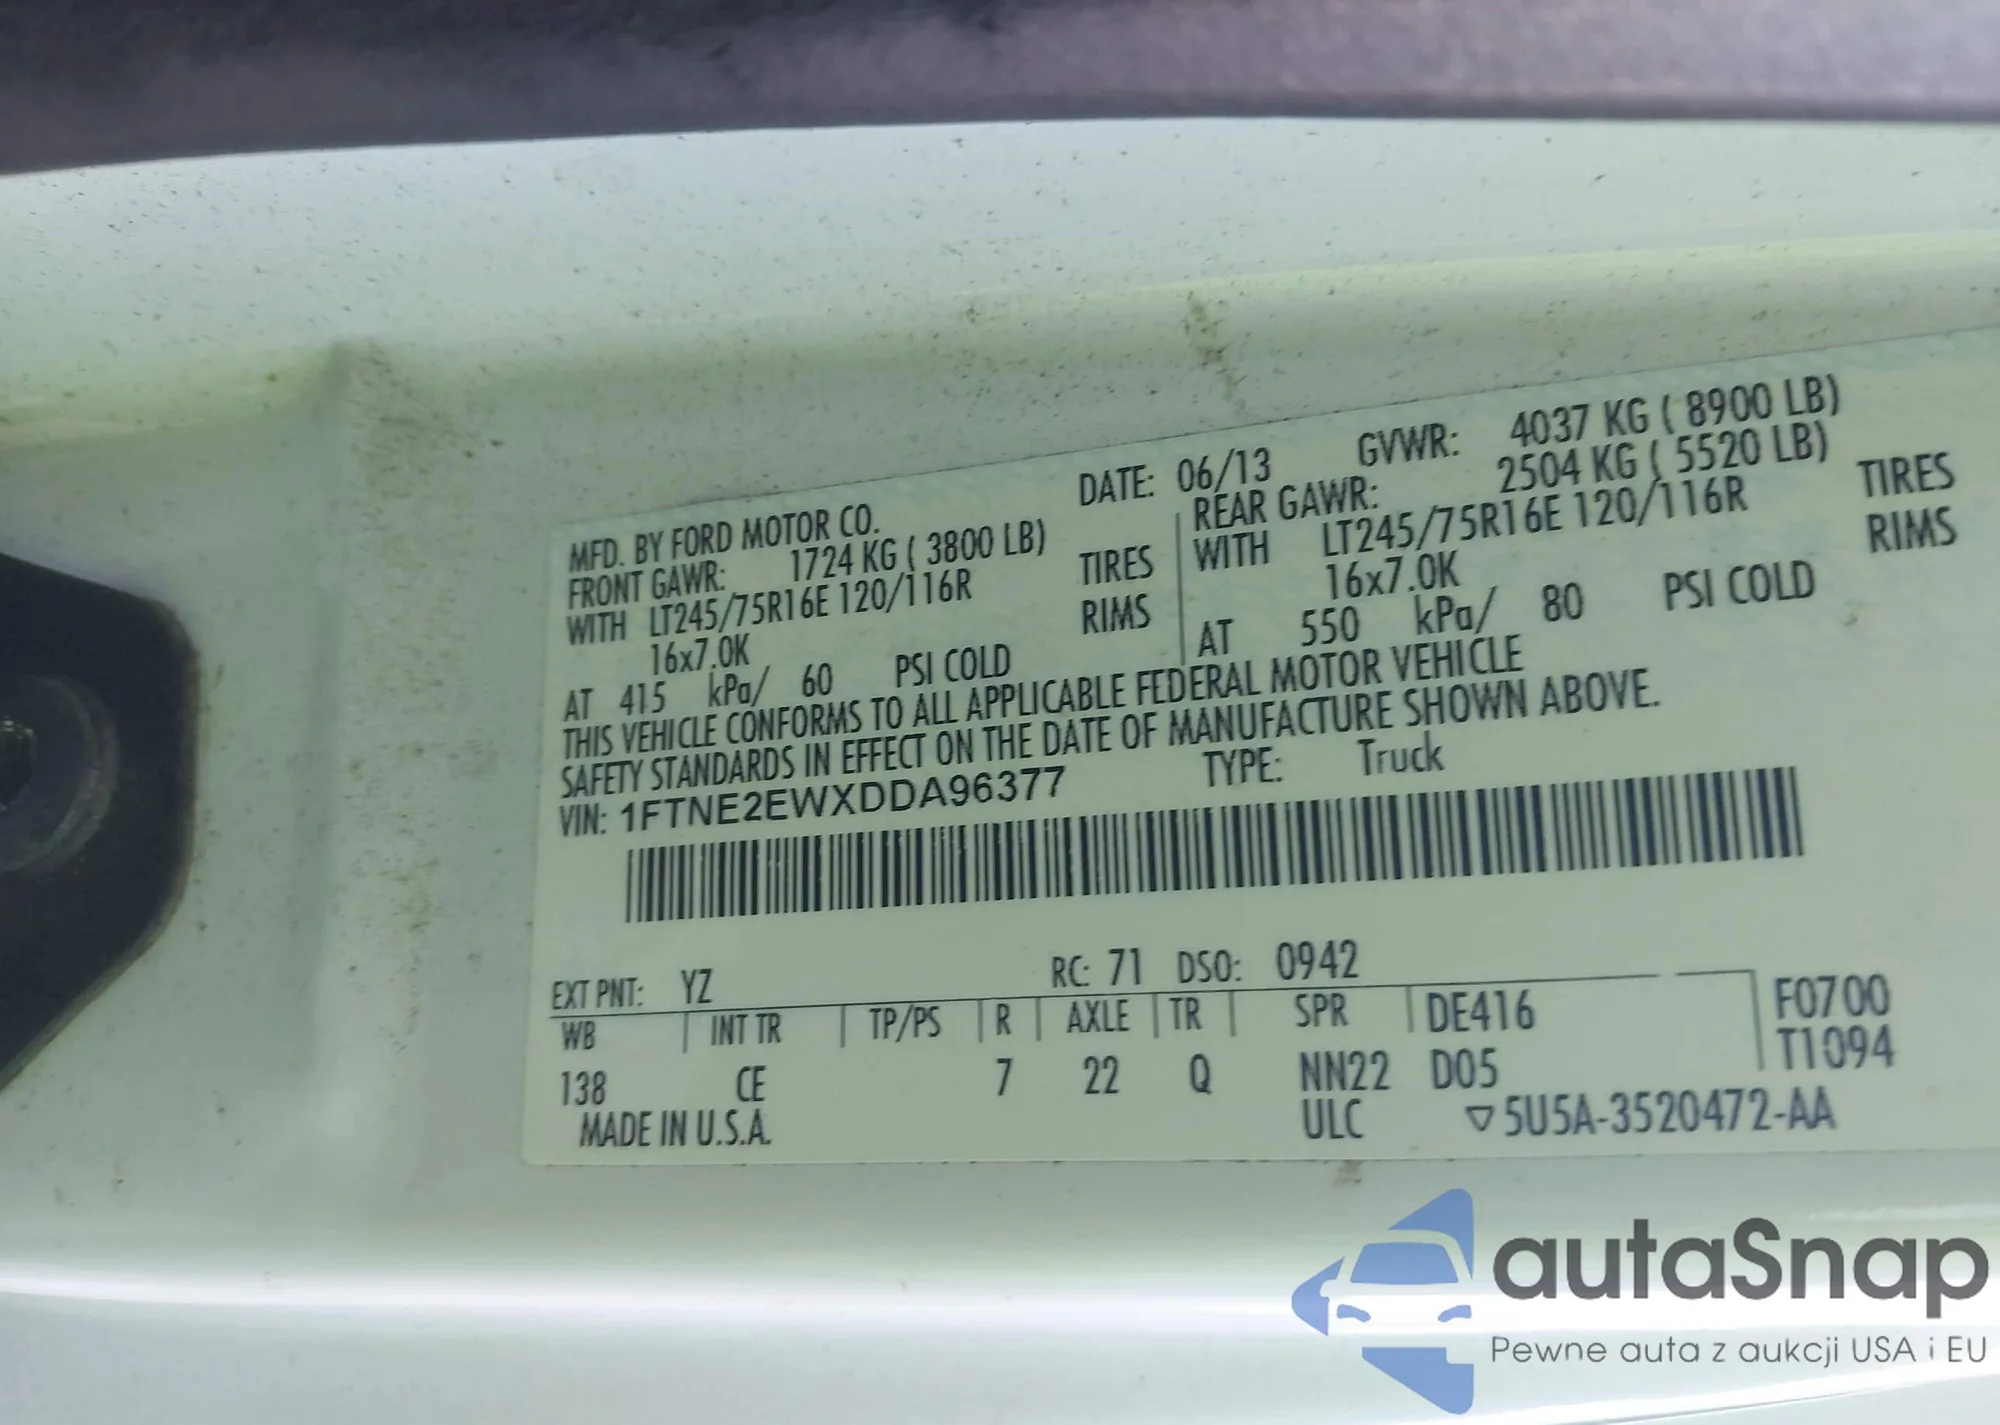 MFD. BY FORD MOTOR CO.
FRONT GAWR: 1724 KG ( 3800 LB)
WITH LT245/75R16E 120/116R TIRES
16x7.0K RIMS
AT 415 kPa/ 60 PSI COLD
DATE: 06/13 GVWR: 4037 KG ( 8900 LB)
REAR GAWR: 2504 KG ( 5520 LB)
WITH LT245/75R16E 120/116R TIRES
16x7.0K RIMS
AT 550 kPa/ 80 PSI COLD
THIS VEHICLE CONFORMS TO ALL APPLICABLE FEDERAL MOTOR VEHICLE
SAFETY STANDARDS IN EFFECT ON THE DATE OF MANUFACTURE SHOWN ABOVE.
VIN: 1FTNE2EWXDDA96377 TYPE: Truck
EXT PNT: YZ RC: 71 DSO: 0942
WB INT TR TP/PS R AXLE TR SPR DE416 F0700
138 CE 7 22 Q NN22 D05 T1094
MADE IN U.S.A. ULC ▽5U5A-3520472-AA
autaSnap
Pewne auta z aukcji USA i EU